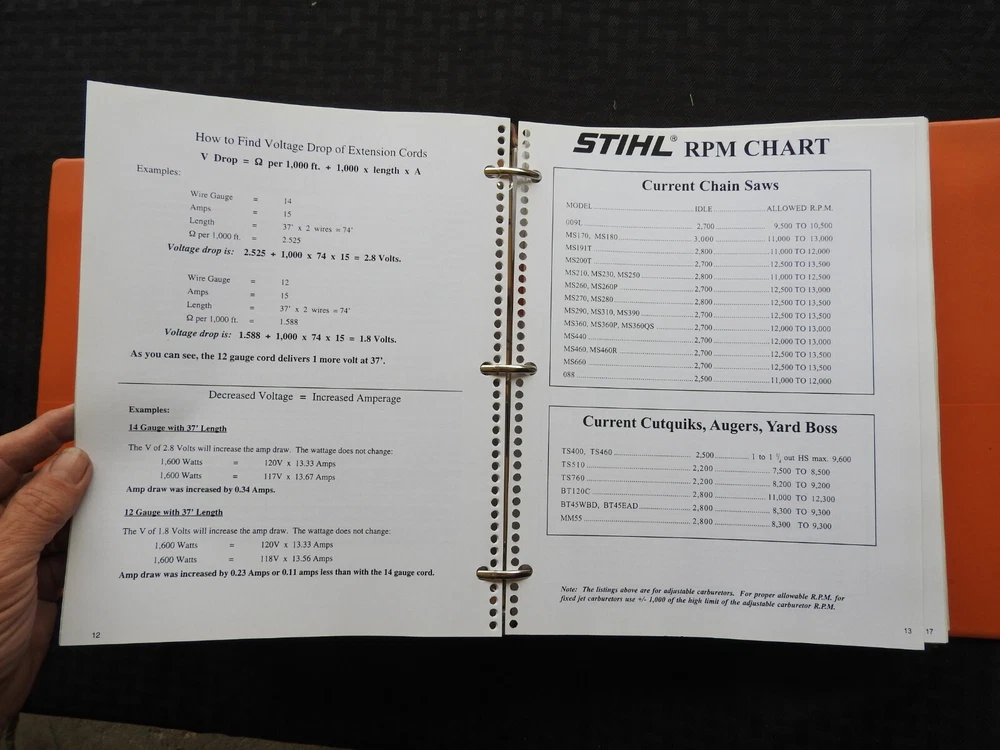 How to Find Voltage Drop of Extension Cords
V Drop = Ω per 1,000 ft. ÷ 1,000 x length x A
Examples:
Wire Gauge = 14
Amps = 15
Length = 37' x 2 wires = 74'
Ω per 1,000 ft. = 2.525
Voltage drop is: 2.525 ÷ 1,000 x 74 x 15 = 2.8 Volts.
Wire Gauge = 12
Amps = 15
Length = 37' x 2 wires = 74'
Ω per 1,000 ft. = 1.588
Voltage drop is: 1.588 ÷ 1,000 x 74 x 15 = 1.8 Volts.
As you can see, the 12 gauge cord delivers 1 more volt at 37'.
Decreased Voltage = Increased Amperage
Examples:
14 Gauge with 37' Length
The V of 2.8 Volts will increase the amp draw. The wattage does not change:
1,600 Watts = 120V x 13.33 Amps
1,600 Watts = 117V x 13.67 Amps
Amp draw was increased by 0.34 Amps.
12 Gauge with 37' Length
The V of 1.8 Volts will increase the amp draw. The wattage does not change:
1,600 Watts = 120V x 13.33 Amps
1,600 Watts = 118V x 13.56 Amps
Amp draw was increased by 0.23 Amps or 0.11 amps less than with the 14 gauge cord.
12
STIHL® RPM CHART
Current Chain Saws
MODEL IDLE ALLOWED R.P.M.
009L 2,700 9,500 TO 10,500
MS170, MS180 3,000 11,000 TO 13,000
MS191T 2,800 11,000 TO 12,000
MS200T 2,700 12,500 TO 13,500
MS210, MS230, MS250 2,800 11,000 TO 12,500
MS260, MS260P 2,700 12,500 TO 13,000
MS270, MS280 2,800 12,500 TO 13,500
MS290, MS310, MS390 2,700 12,500 TO 13,500
MS360, MS360P, MS360QS 2,700 12,000 TO 13,000
MS440 2,700 12,000 TO 13,000
MS460, MS460R 2,700 12,500 TO 13,500
MS660 2,700 12,500 TO 13,500
088 2,500 11,000 TO 12,000
Current Cutquiks, Augers, Yard Boss
TS400, TS460 2,500 1 to 1 1/2 out HS max. 9,600
TS510 2,200 7,500 TO 8,500
TS760 2,200 8,200 TO 9,200
BT120C 2,800 11,000 TO 12,300
BT45WBD, BT45EAD 2,800 8,300 TO 9,300
MM55 2,800 8,300 TO 9,300
Note: The listings above are for adjustable carburetors. For proper allowable R.P.M. for
fixed jet carburetors use +/- 1,000 of the high limit of the adjustable carburetor R.P.M.
13
17